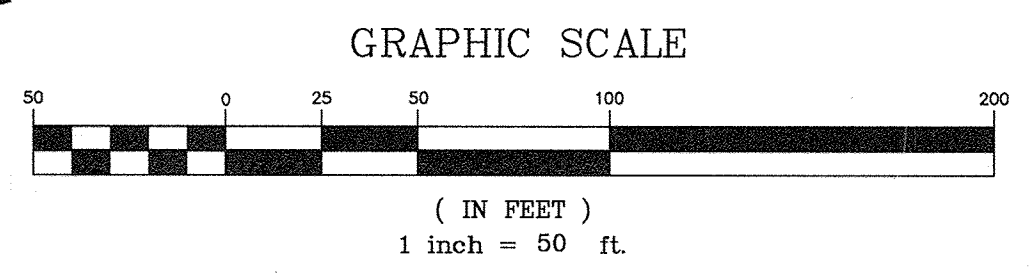 GRAPHIC SCALE
50 0 25 50 100 200
( IN FEET )
1 inch = 50 ft.